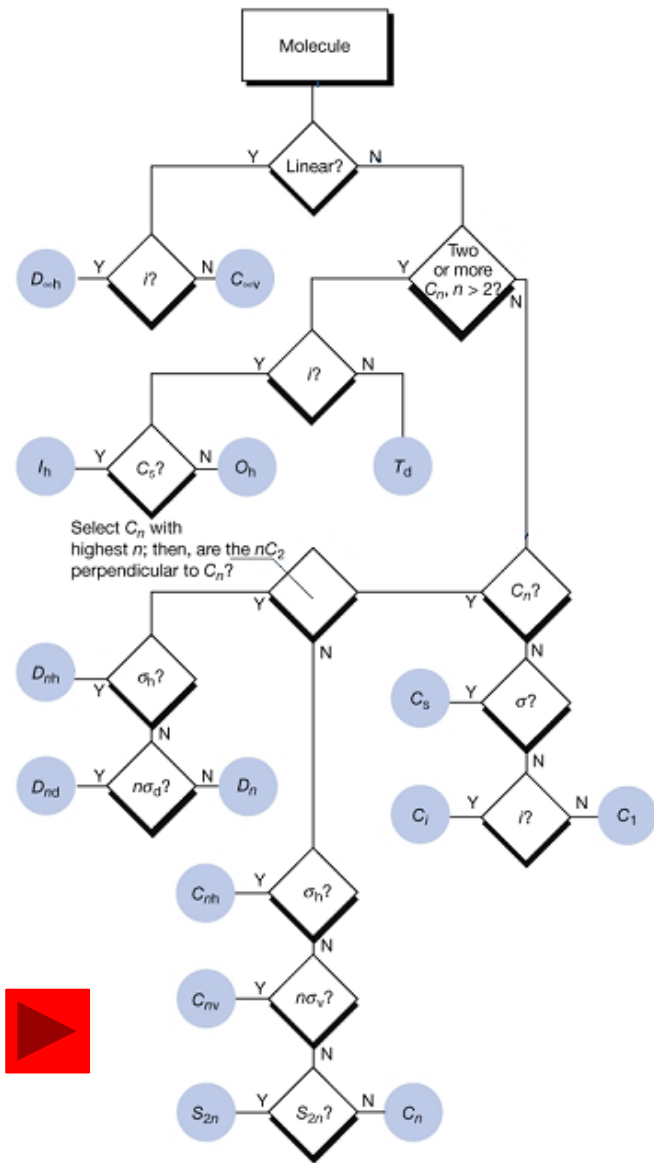 Molecule
Y
Linear?
N
D∞h
Y
i?
N
C∞v
Y
Two
or more
Cn, n > 2?
N
Y
i?
N
Ih
Y
C5?
N
Oh
Td
Select Cn with
highest n; then, are the nC2
perpendicular to Cn?
Y
N
Y
Cn?
N
Dnh
Y
σh?
N
Cs
Y
σ?
N
Dnd
Y
nσd?
N
Dn
Ci
Y
i?
N
C1
Cnh
Y
σh?
N
Cnv
Y
nσv?
N
S2n
Y
S2n?
N
Cn